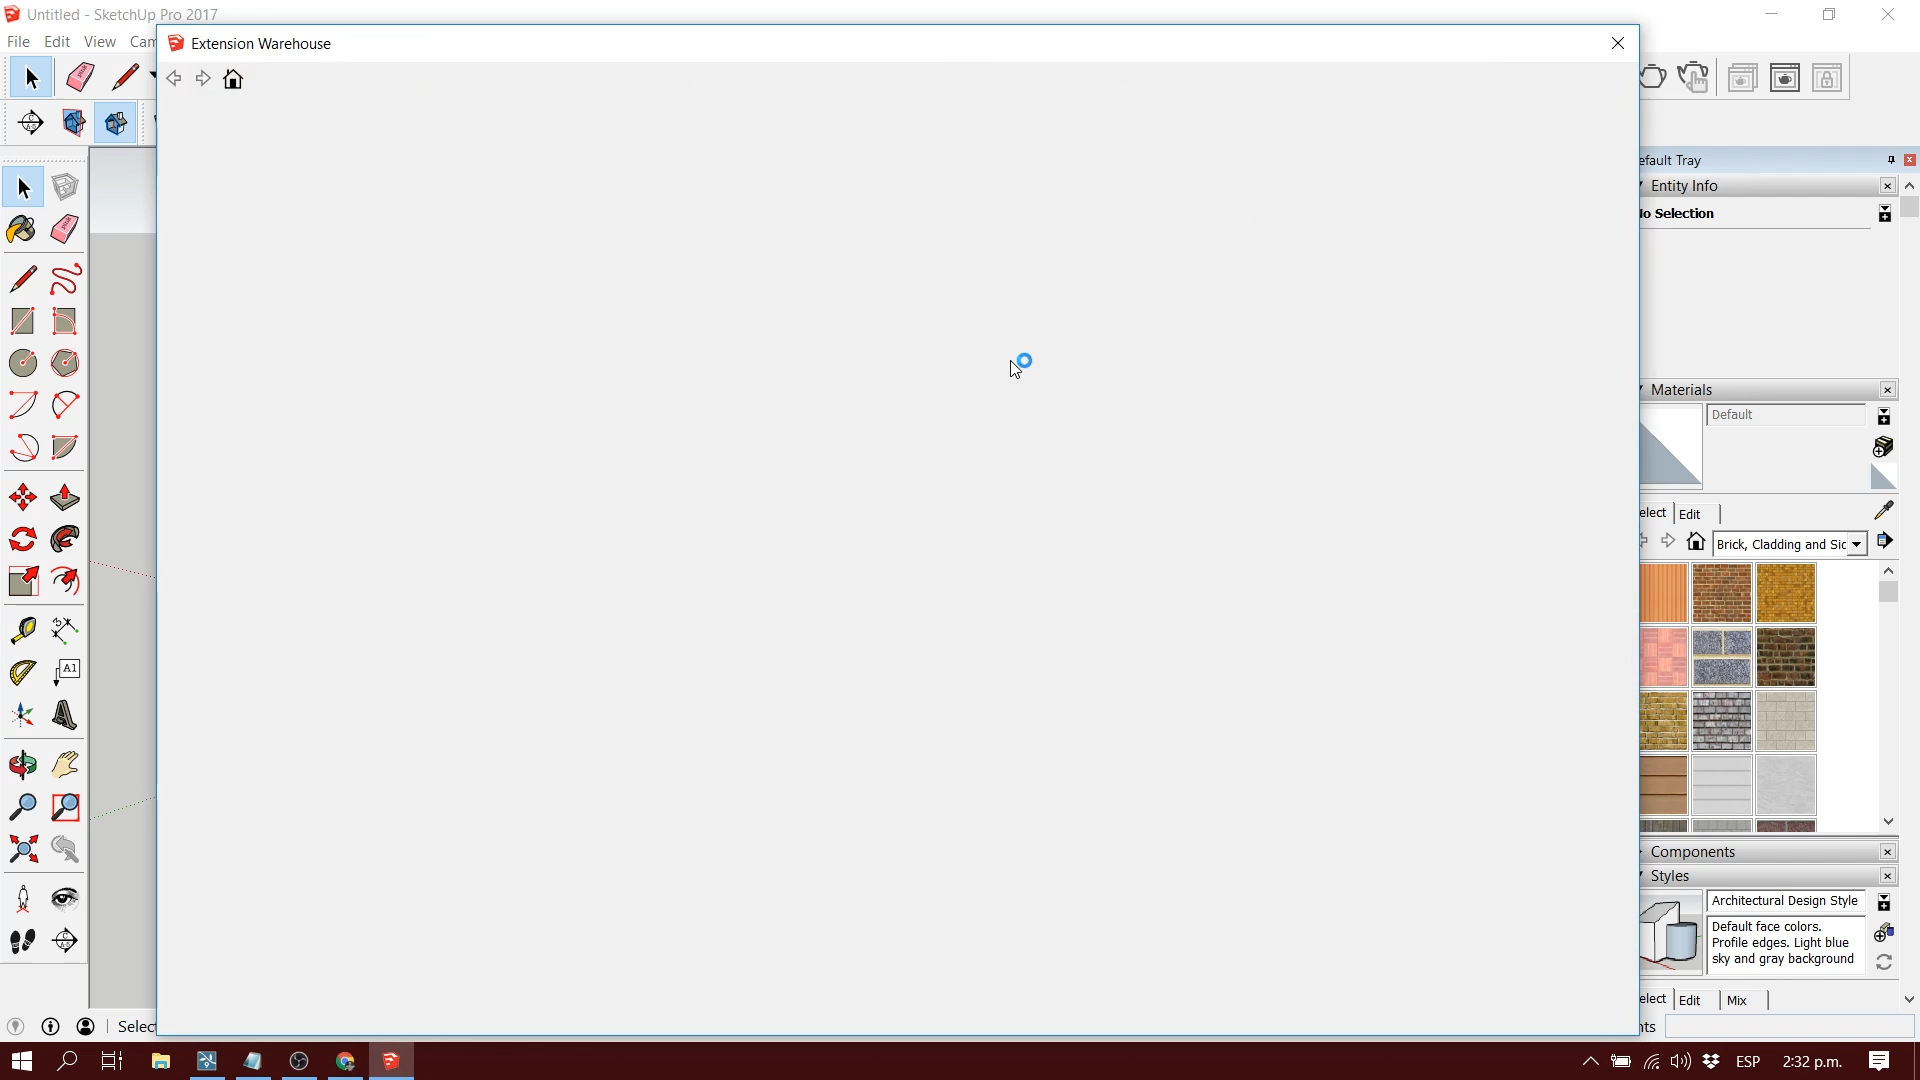 Untitled - SketchUp Pro 2017
File Edit View Cam
Extension Warehouse
efault Tray
Entity Info
No Selection
Materials
Default
elect Edit
Brick, Cladding and Sic
Components
Styles
Architectural Design Style
Default face colors.
Profile edges. Light blue
sky and gray background
elect Edit Mix
A1
Selec
nts
ESP 2:32 p.m.